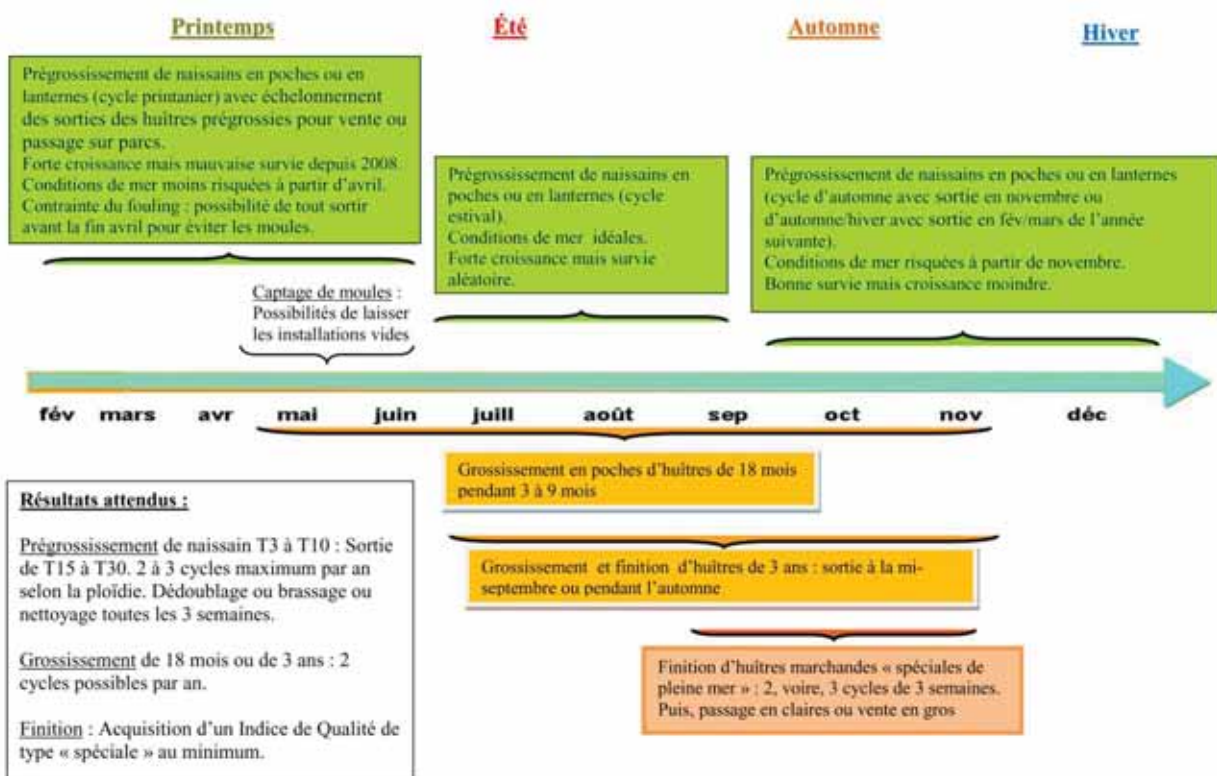 Printemps
Été
Automne
Hiver
Prégrossissement de naissains en poches ou en
lanternes (cycle printanier) avec échelonnement
des sorties des huîtres prégrossies pour vente ou
passage sur parcs.
Forte croissance mais mauvaise survie depuis 2008.
Conditions de mer moins risquées à partir d'avril.
Contrainte du fouling : possibilité de tout sortir
avant la fin avril pour éviter les moules.
Prégrossissement de naissains en
poches ou en lanternes (cycle
estival).
Conditions de mer idéales.
Forte croissance mais survie
aléatoire.
Prégrossissement de naissains en poches ou en lanternes
(cycle d'automne avec sortie en novembre ou
d'automne/hiver avec sortie en fév/mars de l'année
suivante).
Conditions de mer risquées à partir de novembre.
Bonne survie mais croissance moindre.
Captage de moules :
Possibilités de laisser
les installations vides
fév mars avr mai juin juill août sep oct nov déc
Grossissement en poches d'huîtres de 18 mois
pendant 3 à 9 mois
Grossissement et finition d'huîtres de 3 ans : sortie à la mi-
septembre ou pendant l'automne
Finition d'huîtres marchandes « spéciales de
pleine mer » : 2, voire, 3 cycles de 3 semaines.
Puis, passage en claires ou vente en gros
Résultats attendus :
Prégrossissement de naissain T3 à T10 : Sortie
de T15 à T30. 2 à 3 cycles maximum par an
selon la ploïdie. Dédoublage ou brassage ou
nettoyage toutes les 3 semaines.
Grossissement de 18 mois ou de 3 ans : 2
cycles possibles par an.
Finition : Acquisition d'un Indice de Qualité de
type « spéciale » au minimum.